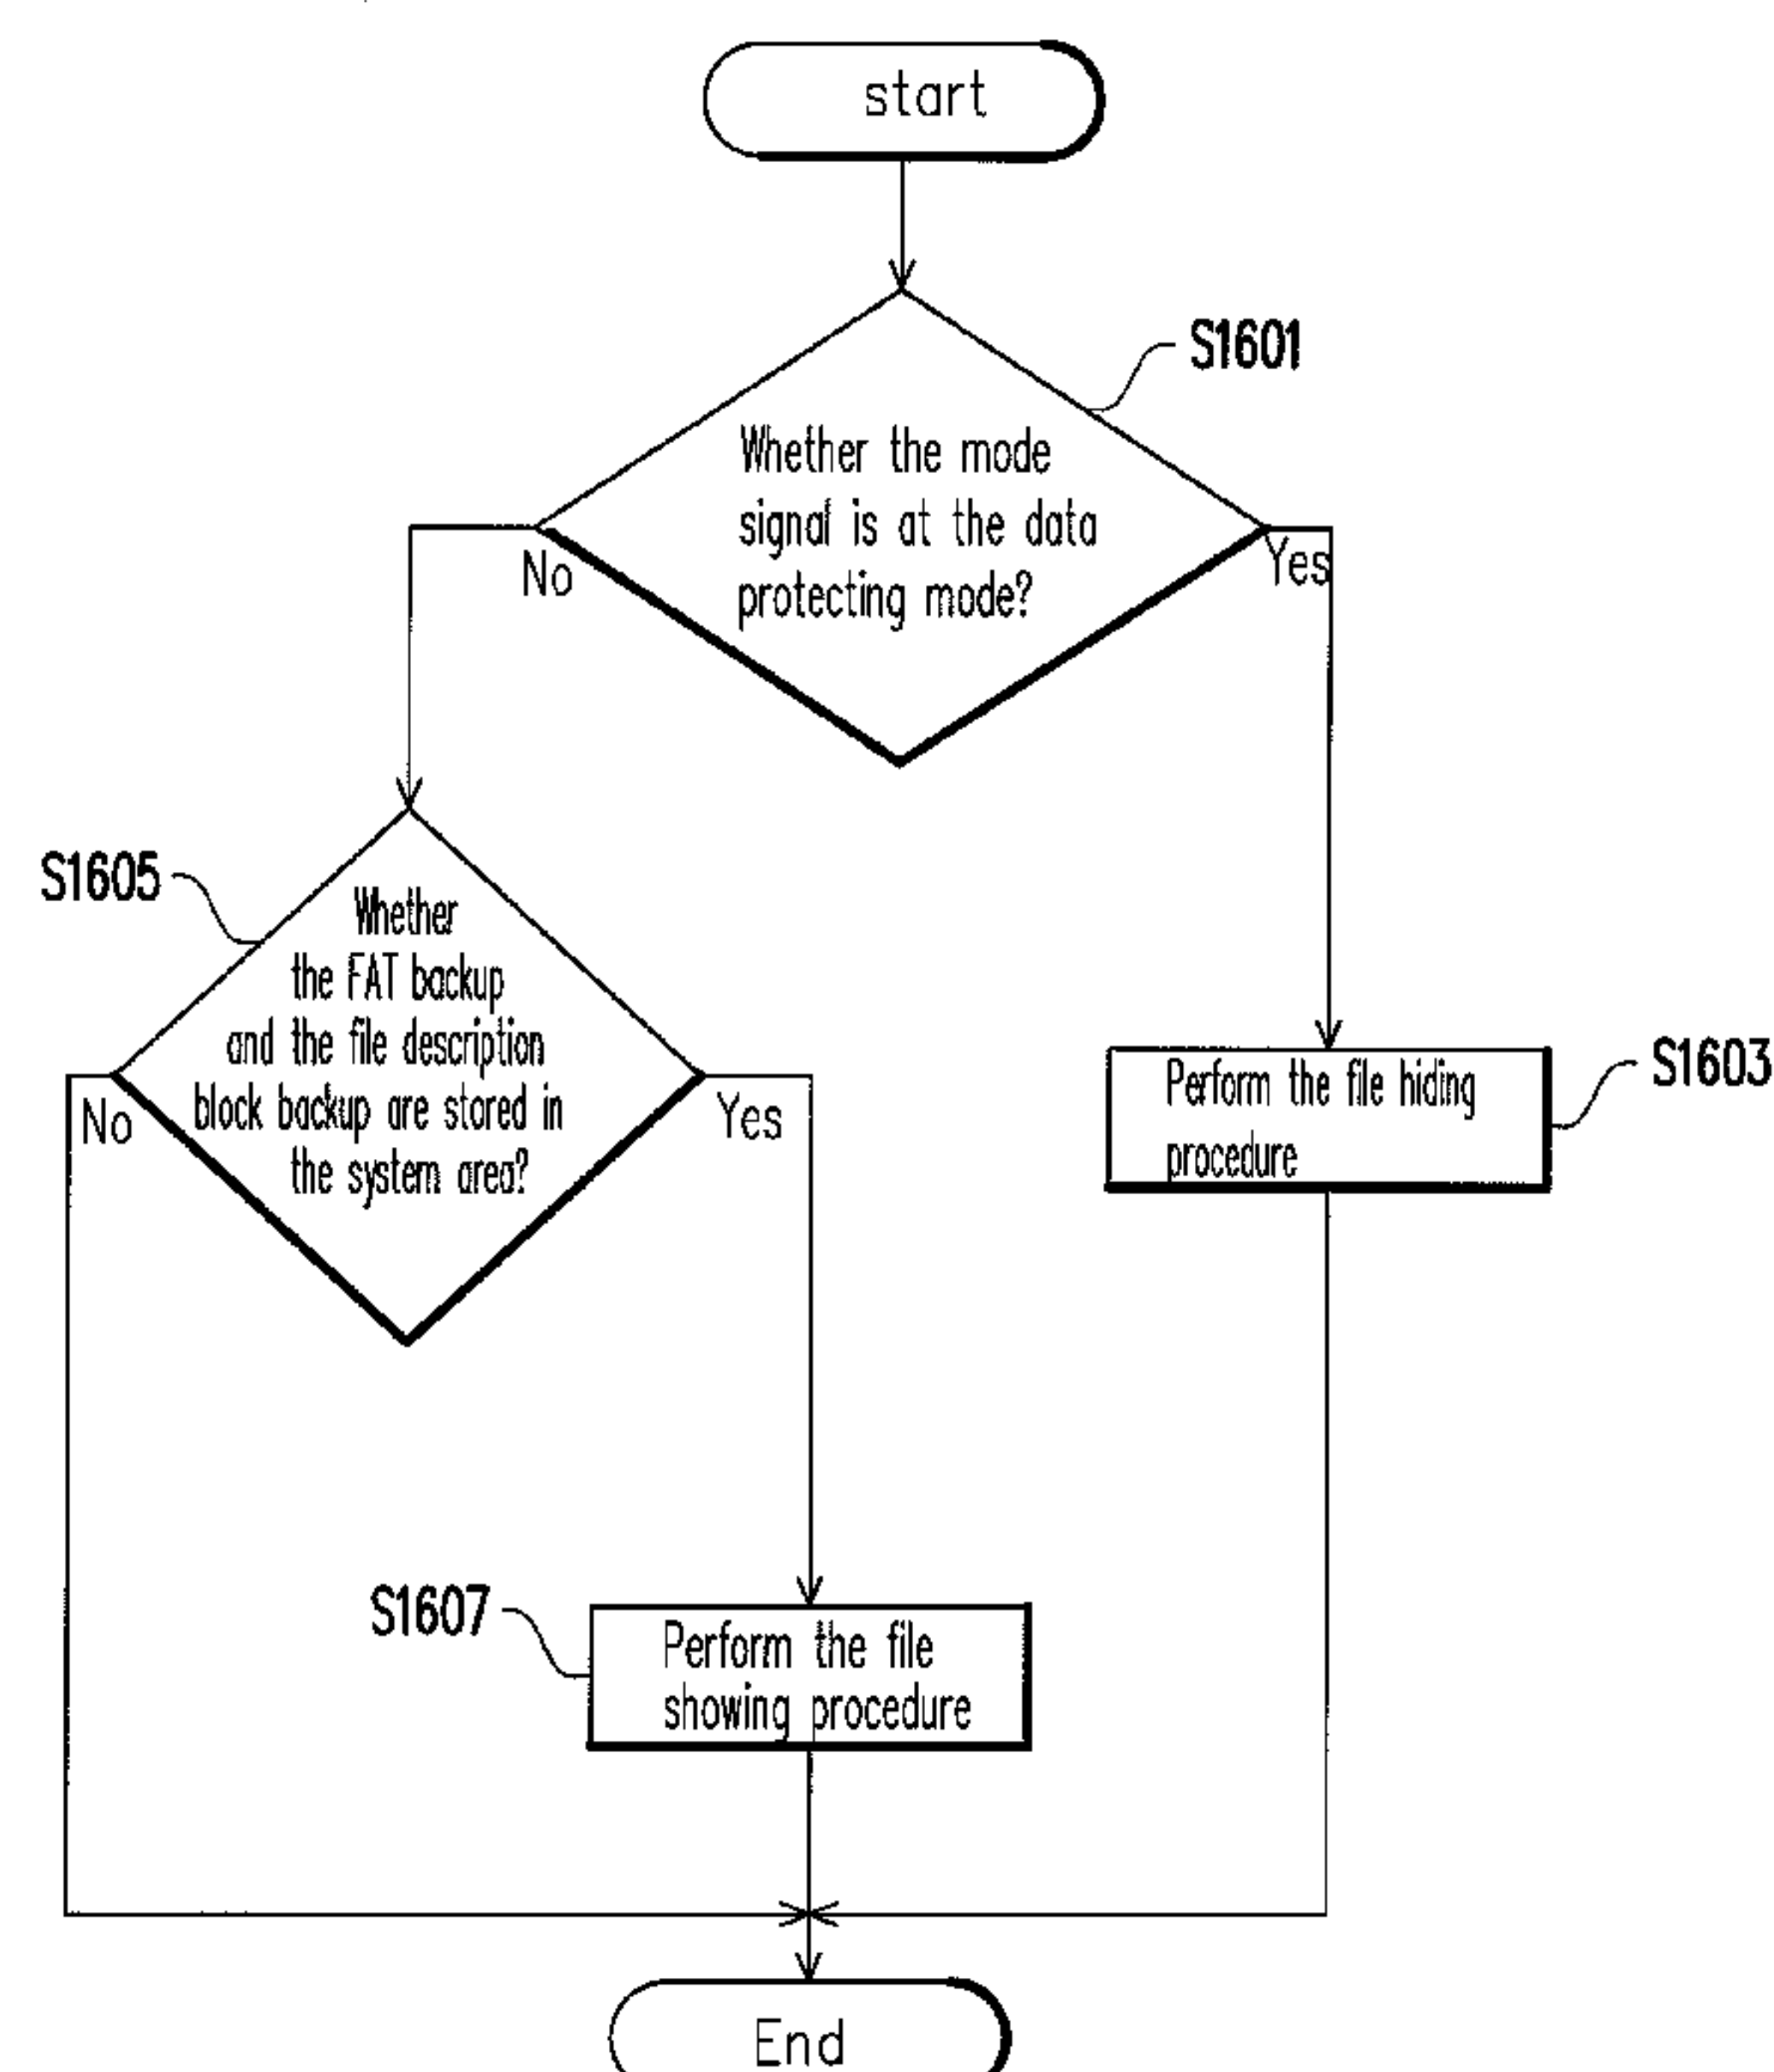 start
S1601
Whether the mode
signal is at the data
protecting mode?
No
Yes
S1605
Whether
the FAT backup
and the file description
block backup are stored in
the system area?
No
Yes
Perform the file hiding
procedure
S1603
S1607
Perform the file
showing procedure
End